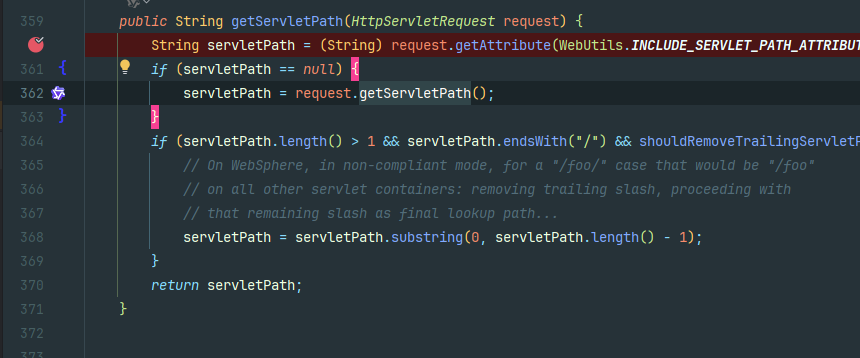 359 public String getServletPath(HttpServletRequest request) {
String servletPath = (String) request.getAttribute(WebUtils.INCLUDE_SERVLET_PATH_ATTRIBUT
361 { if (servletPath == null) {
362 servletPath = request.getServletPath();
363 } }
364 if (servletPath.length() > 1 && servletPath.endsWith("/") && shouldRemoveTrailingServletP
365 // On WebSphere, in non-compliant mode, for a "/foo/" case that would be "/foo"
366 // on all other servlet containers: removing trailing slash, proceeding with
367 // that remaining slash as final lookup path...
368 servletPath = servletPath.substring(0, servletPath.length() - 1);
369 }
370 return servletPath;
371 }
372
373